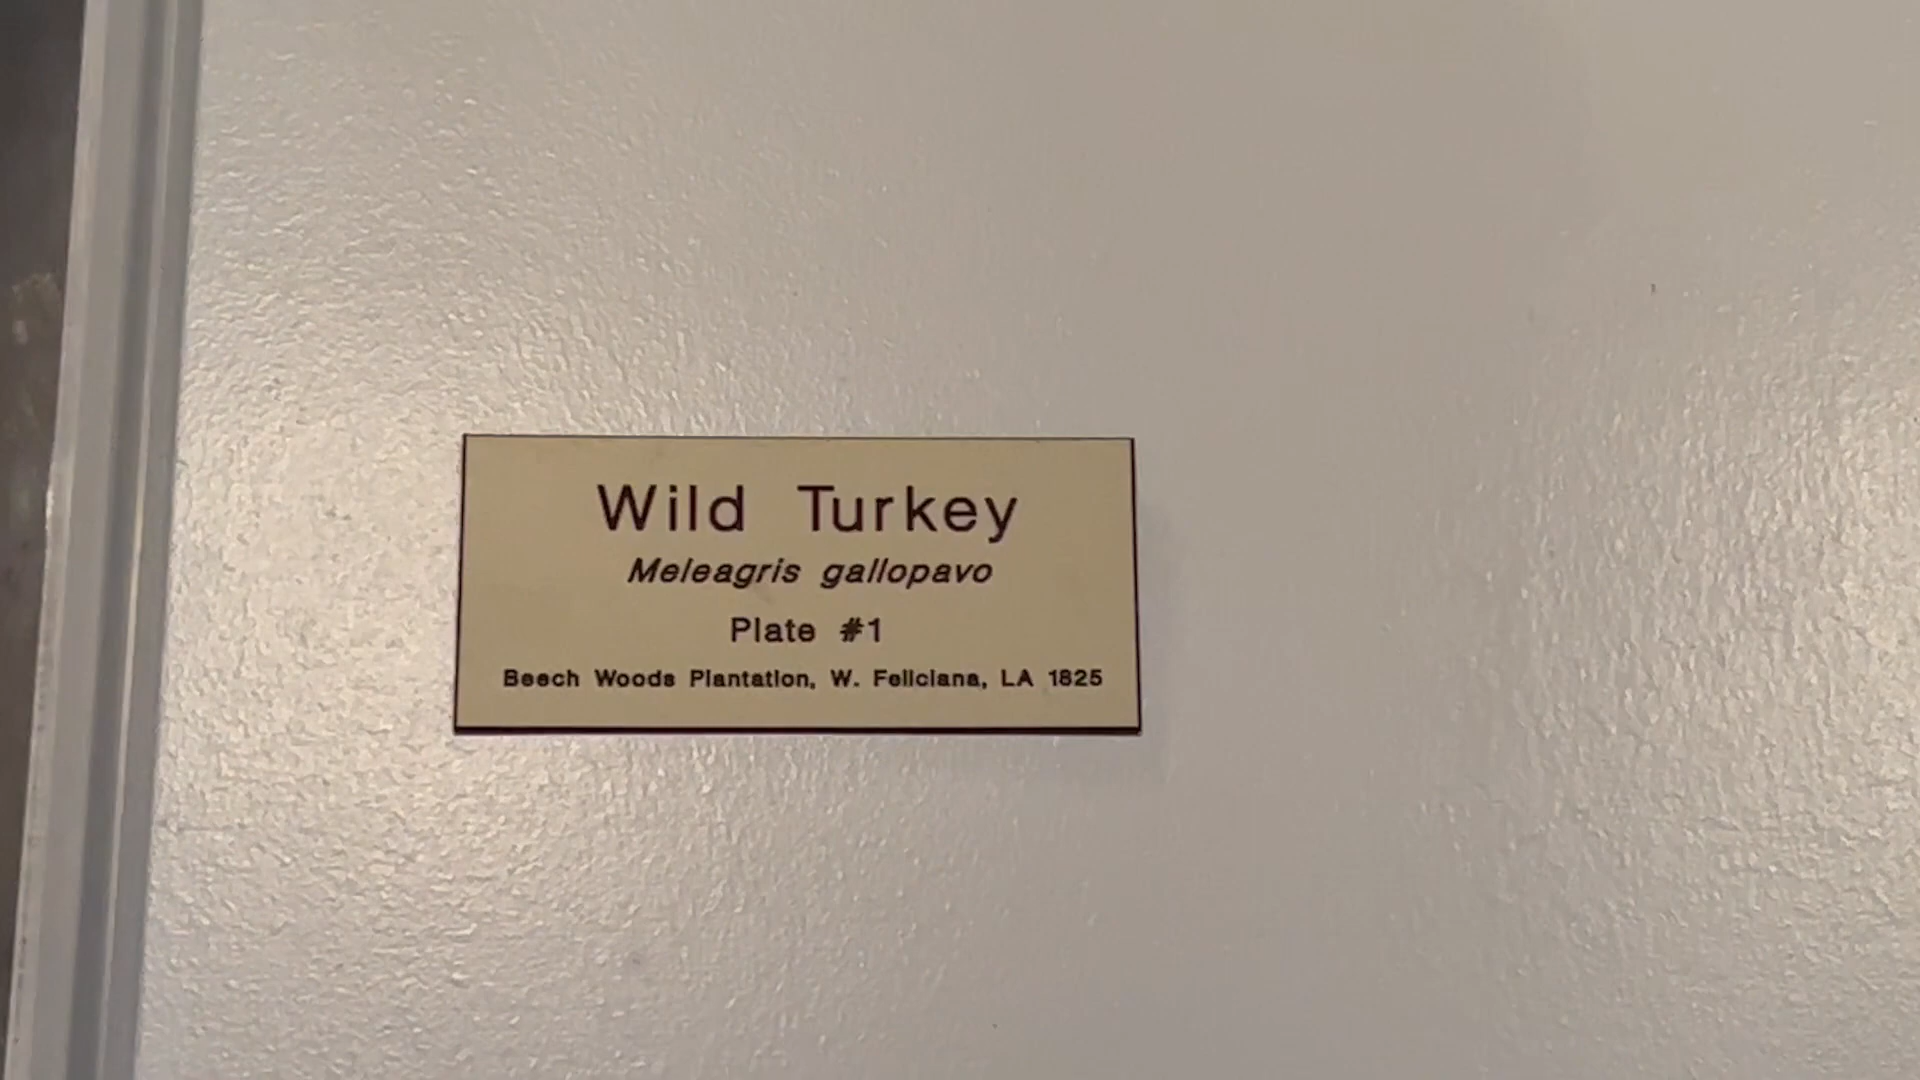 Wild Turkey
Meleagris gallopavo
Plate #1
Beech Woods Plantation, W. Feliciana, LA 1825